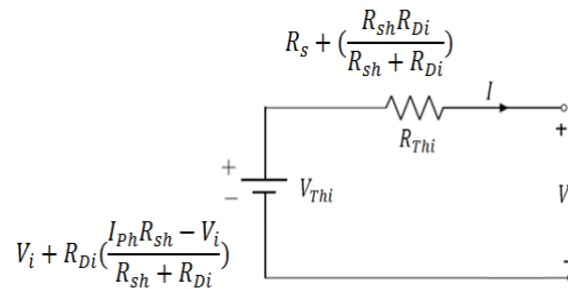 R_s + (\frac{R_{sh}R_{Di}}{R_{sh} + R_{Di}})
I
+
R_{Thi}
+
− V_{Thi}
V
V_i + R_{Di}(\frac{I_{Ph}R_{sh} − V_i}{R_{sh} + R_{Di}})
-